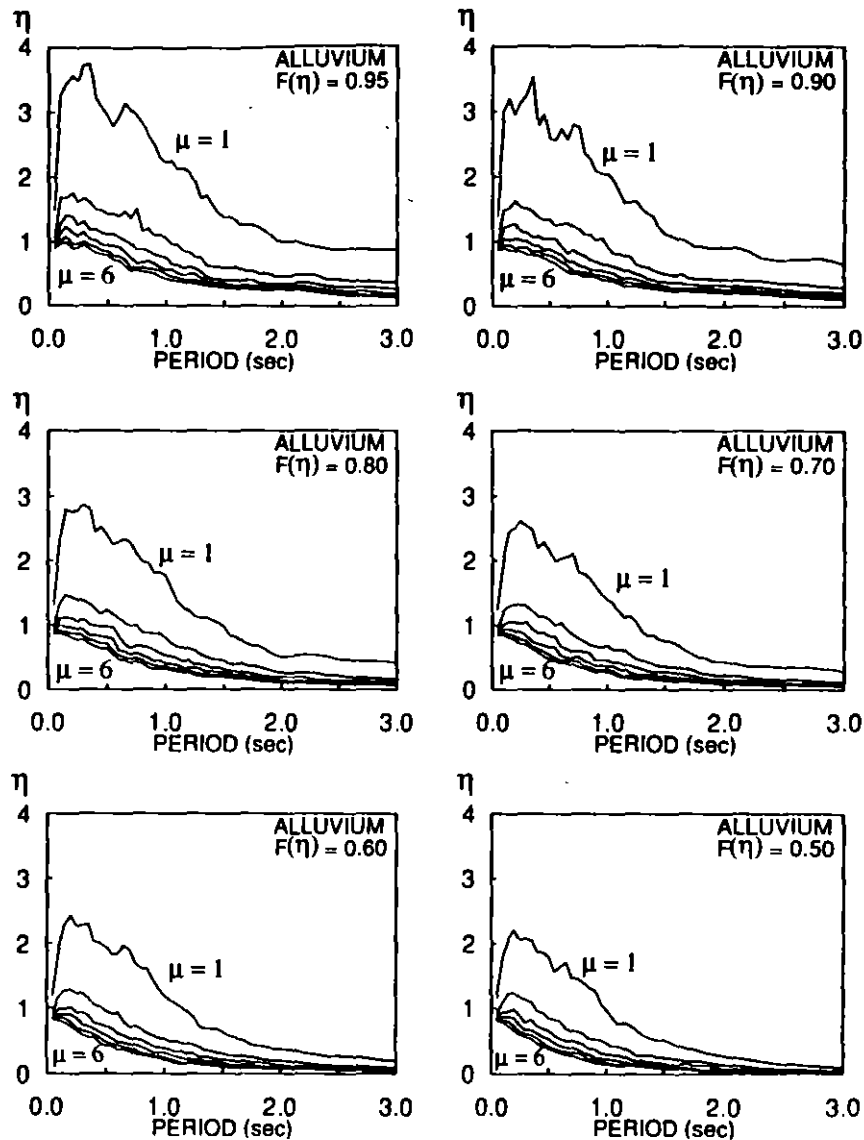 η
4
3
2
1
0
ALLUVIUM
F(η) = 0.95
μ = 1
μ = 6
0.0 1.0 2.0 3.0
PERIOD (sec)
η
4
3
2
1
0
ALLUVIUM
F(η) = 0.90
μ = 1
μ = 6
0.0 1.0 2.0 3.0
PERIOD (sec)
η
4
3
2
1
0
ALLUVIUM
F(η) = 0.80
μ = 1
μ = 6
0.0 1.0 2.0 3.0
PERIOD (sec)
η
4
3
2
1
0
ALLUVIUM
F(η) = 0.70
μ = 1
μ = 6
0.0 1.0 2.0 3.0
PERIOD (sec)
η
4
3
2
1
0
ALLUVIUM
F(η) = 0.60
μ = 1
μ = 6
0.0 1.0 2.0 3.0
PERIOD (sec)
η
4
3
2
1
0
ALLUVIUM
F(η) = 0.50
μ = 1
μ = 6
0.0 1.0 2.0 3.0
PERIOD (sec)